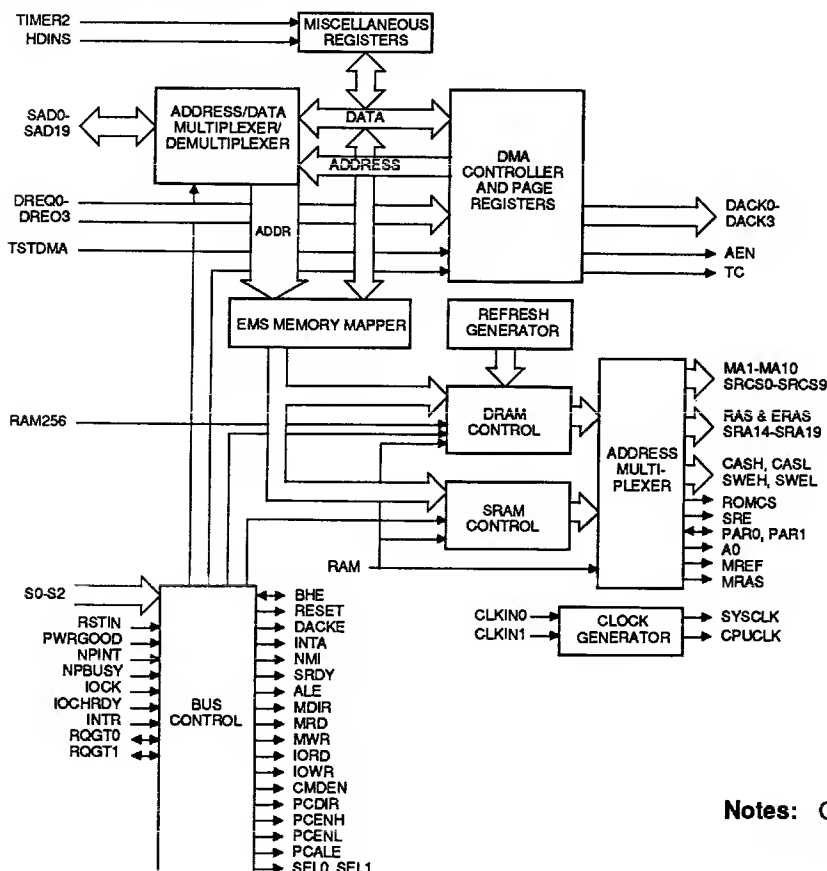 TIMER2
HDINS
MISCELLANEOUS
REGISTERS
SAD0-
SAD19
ADDRESS/DATA
MULTIPLEXER/
DEMULTIPLEXER
DATA
ADDRESS
DMA
CONTROLLER
AND PAGE
REGISTERS
DREQ0-
DREO3
ADDR
DACK0-
DACK3
TSTDMA
AEN
TC
EMS MEMORY MAPPER
REFRESH
GENERATOR
MA1-MA10
SRCS0-SRCS9
RAM256
DRAM
CONTROL
RAS & ERAS
SRA14-SRA19
ADDRESS
MULTI-
PLEXER
CASH, CASL
SWEH, SWEL
SRAM
CONTROL
ROMCS
SRE
PAR0, PAR1
A0
MREF
MRAS
RAM
S0-S2
RSTIN
PWRGOOD
NPINT
NPBUSY
IOCK
IOCHRDY
INTR
RQGT0
RQGT1
BUS
CONTROL
BHE
RESET
DACKE
INTA
NMI
SRDY
ALE
MDIR
MRD
MWR
IORD
IOWR
CMDEN
PCDIR
PCENH
PCENL
PCALE
SEL0, SEL1
CLKIN0
CLKIN1
CLOCK
GENERATOR
SYSCLK
CPUCLK
Notes: